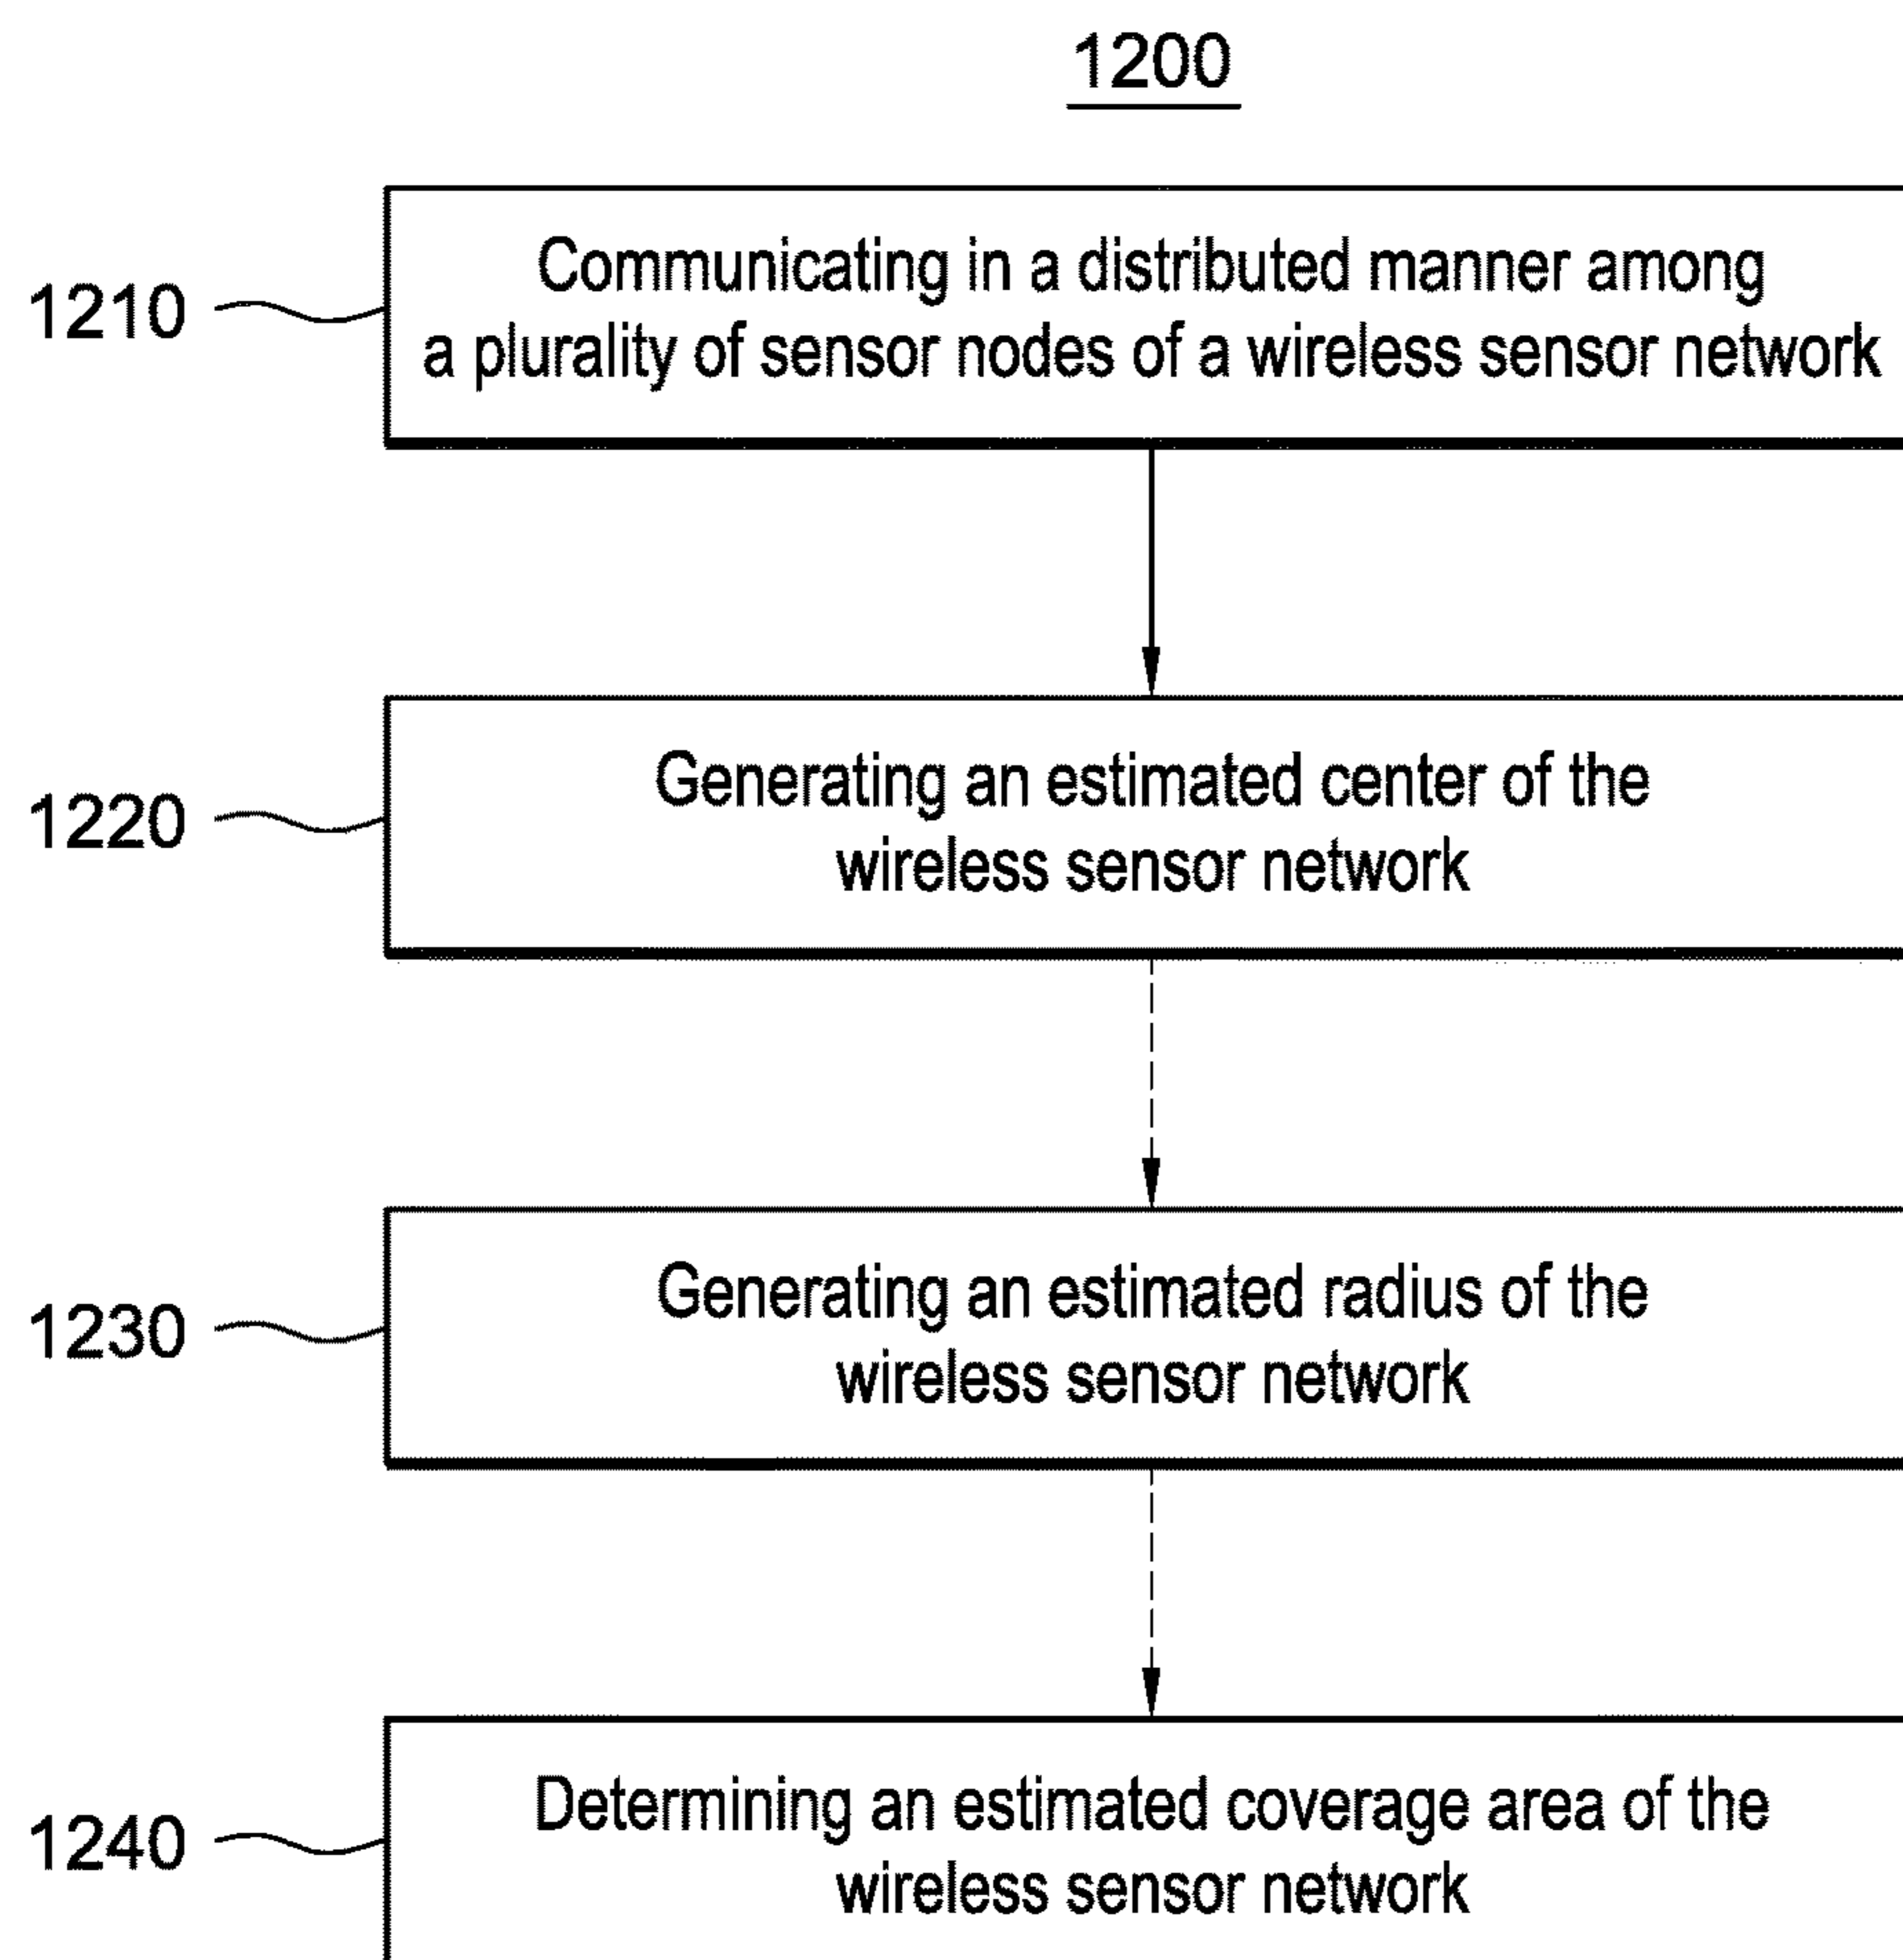 1200
1210
Communicating in a distributed manner among
a plurality of sensor nodes of a wireless sensor network
1220
Generating an estimated center of the
wireless sensor network
1230
Generating an estimated radius of the
wireless sensor network
1240
Determining an estimated coverage area of the
wireless sensor network